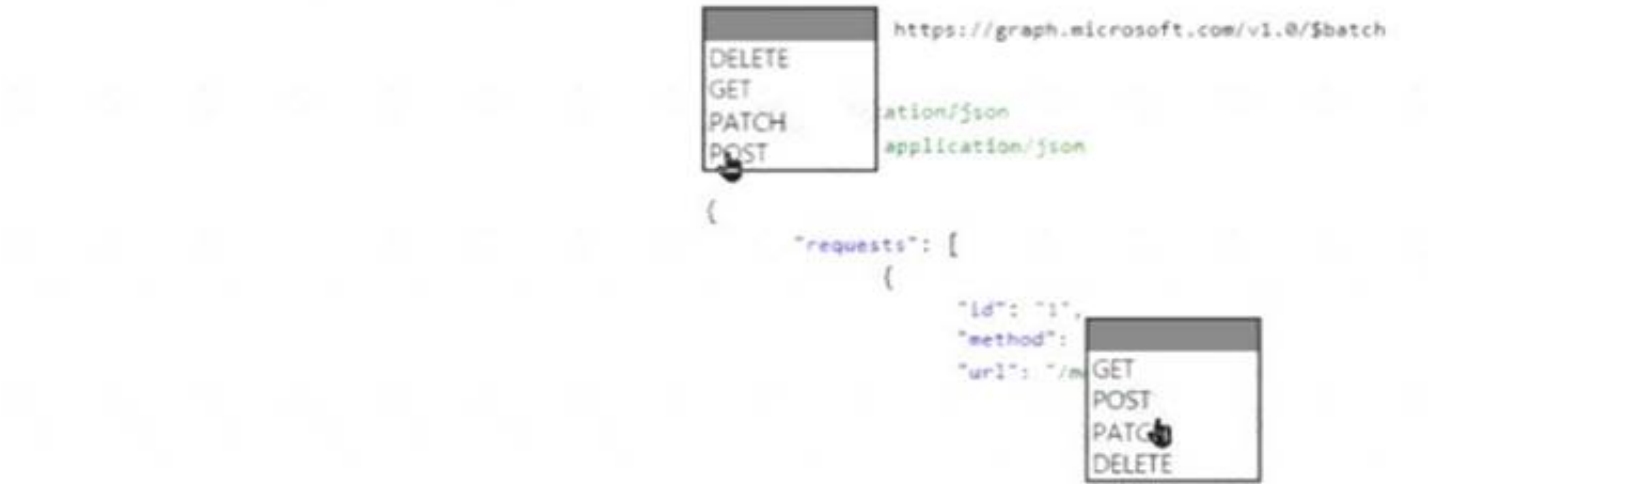 https://graph.microsoft.com/v1.0/$batch
DELETE
GET
PATCH
ation/json
POST
application/json
{
"requests": [
{
"id": "1",
"method":
"url": "/m
GET
POST
PATCH
DELETE